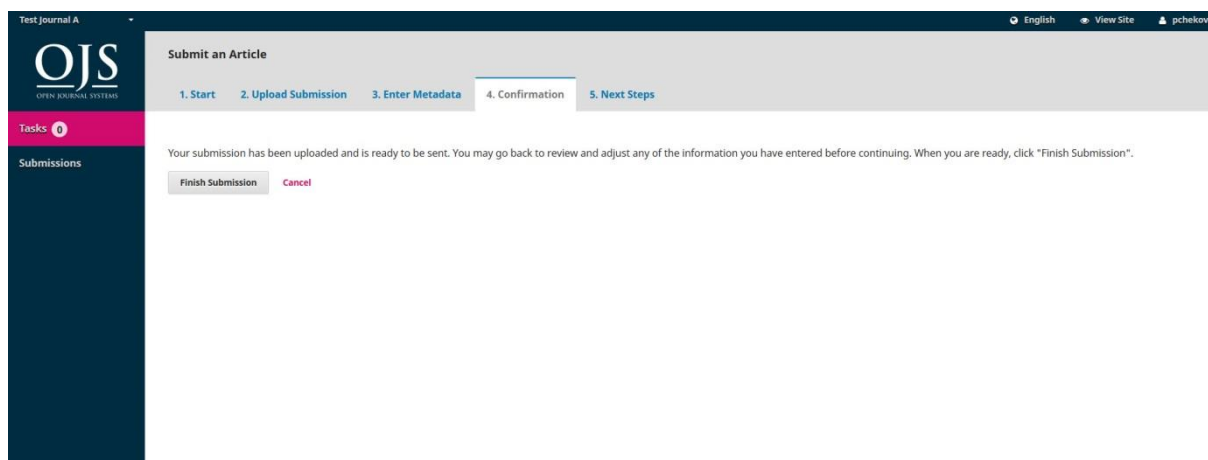 Test Journal A
English View Site pchekov
OJS
OPEN JOURNAL SYSTEMS
Submit an Article
1. Start 2. Upload Submission 3. Enter Metadata 4. Confirmation 5. Next Steps
Tasks 0
Submissions
Your submission has been uploaded and is ready to be sent. You may go back to review and adjust any of the information you have entered before continuing. When you are ready, click "Finish Submission".
Finish Submission Cancel